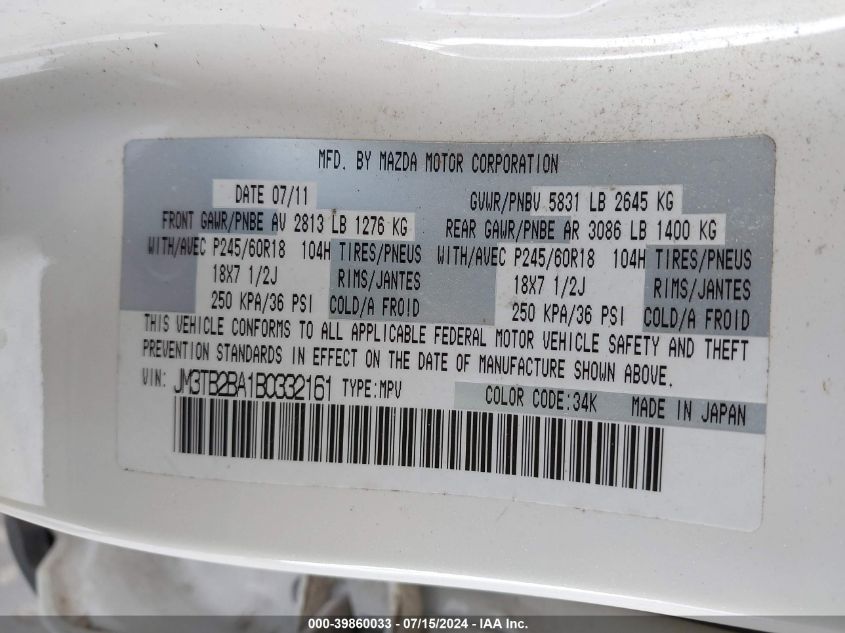 MFD. BY MAZDA MOTOR CORPORATION
DATE 07/11 GVWR/PNBV 5831 LB 2645 KG
FRONT GAWR/PNBE AV 2813 LB 1276 KG REAR GAWR/PNBE AR 3086 LB 1400 KG
WITH/AVEC P245/60R18 104H TIRES/PNEUS WITH/AVEC P245/60R18 104H TIRES/PNEUS
18X7 1/2J RIMS/JANTES 18X7 1/2J RIMS/JANTES
250 KPA/36 PSI COLD/A FROID 250 KPA/36 PSI COLD/A FROID
THIS VEHICLE CONFORMS TO ALL APPLICABLE FEDERAL MOTOR VEHICLE SAFETY AND THEFT
PREVENTION STANDARDS IN EFFECT ON THE DATE OF MANUFACTURE SHOWN ABOVE.
VIN: JM3TB2BA1B0332161 TYPE:MPV COLOR CODE:34K MADE IN JAPAN
000-39860033 - 07/15/2024 - IAA Inc.